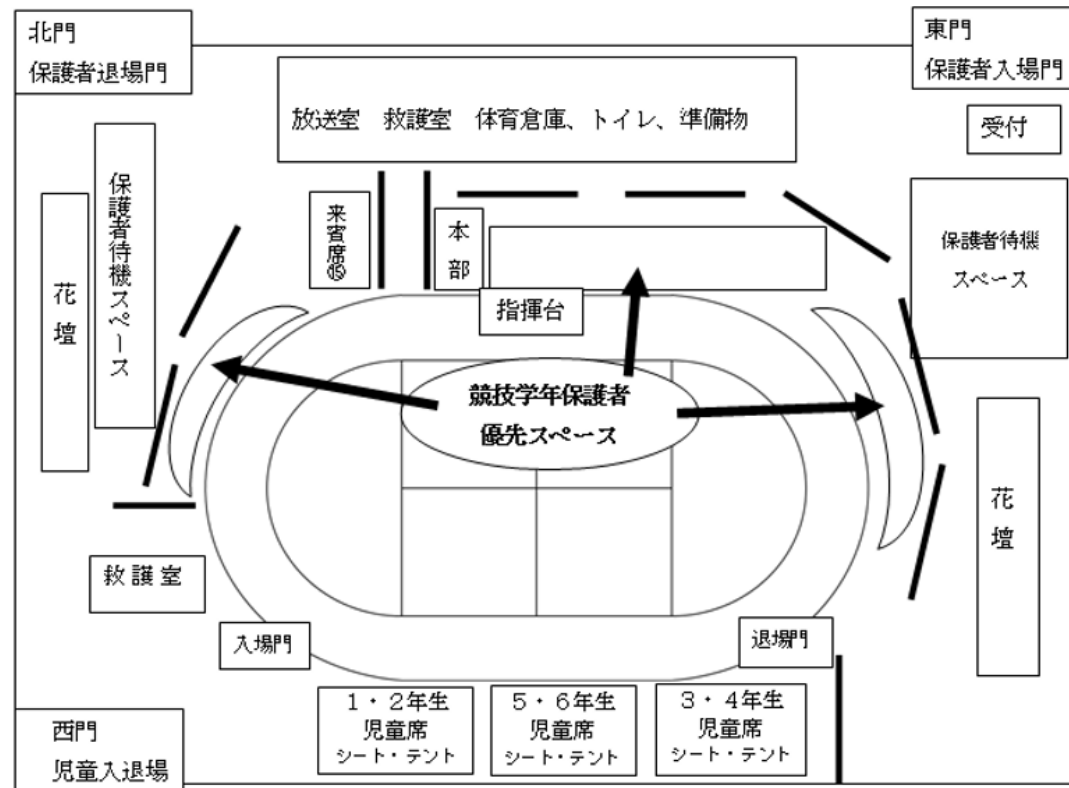 北門
保護者退場門
東門
保護者入場門
放送室　救護室　体育倉庫、トイレ、準備物
受付
保護者待機スペース
花壇
来賓席⑮
本部
指揮台
保護者待機
スペース
競技学年保護者
優先スペース
花壇
救護室
入場門
退場門
１・２年生
児童席
シート・テント
５・６年生
児童席
シート・テント
３・４年生
児童席
シート・テント
西門
児童入退場